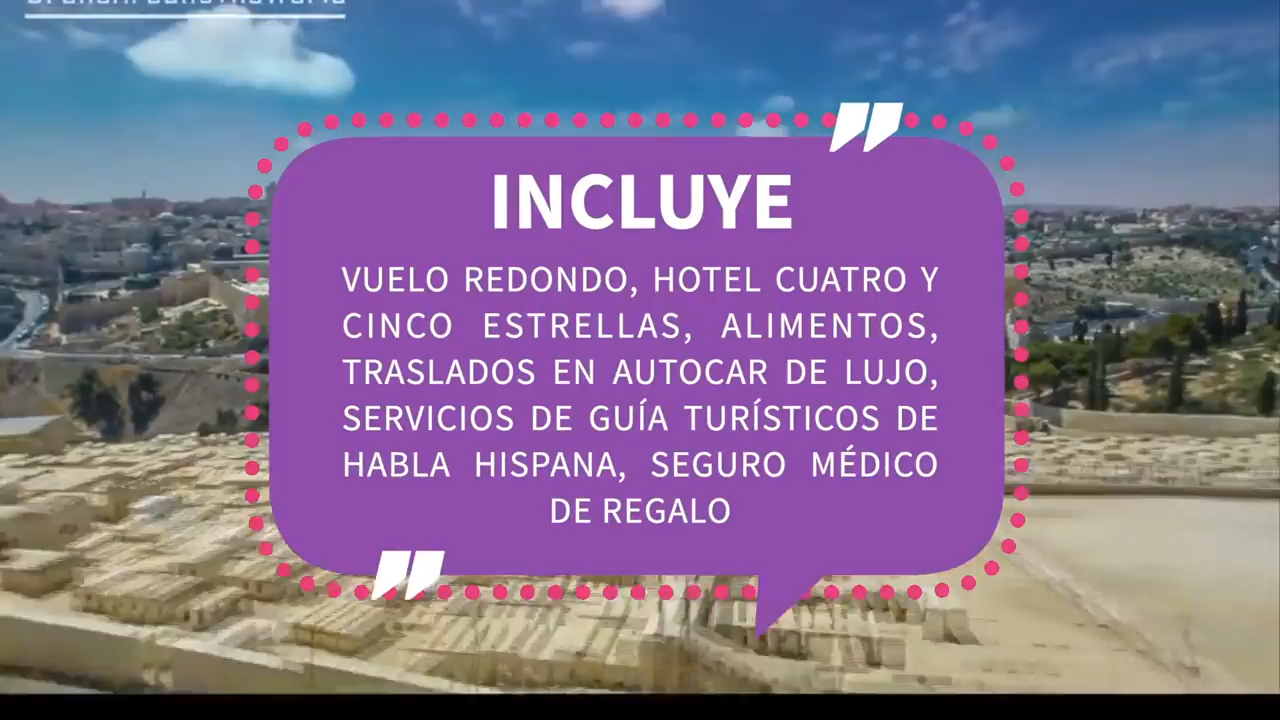 INCLUYE
VUELO REDONDO, HOTEL CUATRO Y
CINCO ESTRELLAS, ALIMENTOS,
TRASLADOS EN AUTOCAR DE LUJO,
SERVICIOS DE GUÍA TURÍSTICOS DE
HABLA HISPANA, SEGURO MÉDICO
DE REGALO